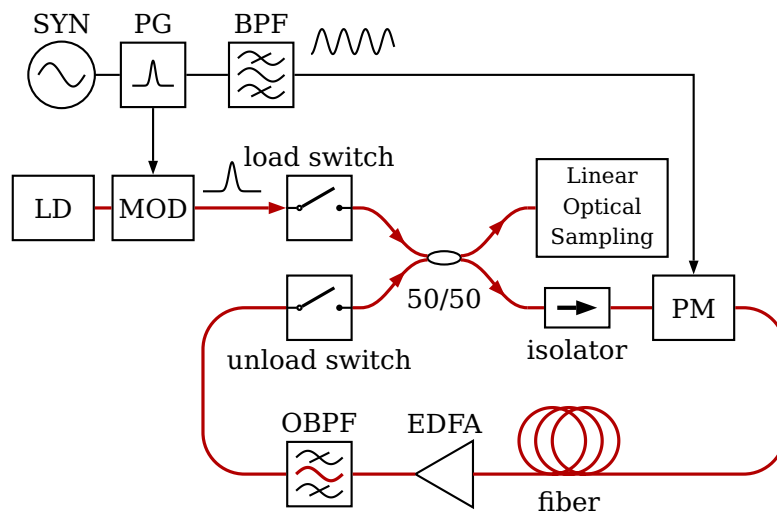 SYN
PG
BPF
load switch
LD
MOD
Linear
Optical
Sampling
50/50
unload switch
isolator
PM
OBPF
EDFA
fiber